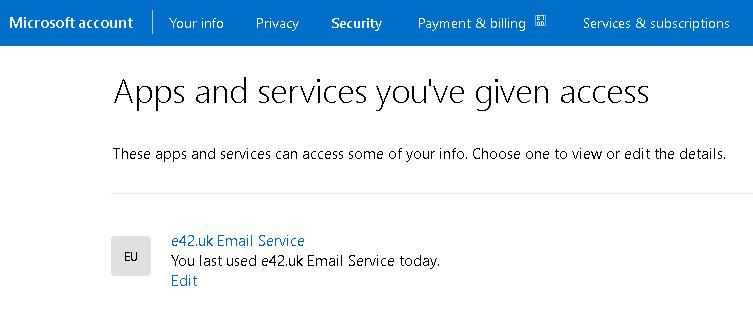 Microsoft account Your info Privacy Security Payment & billing Services & subscriptions
Apps and services you've given access
These apps and services can access some of your info. Choose one to view or edit the details.
EU
e42.uk Email Service
You last used e42.uk Email Service today.
Edit